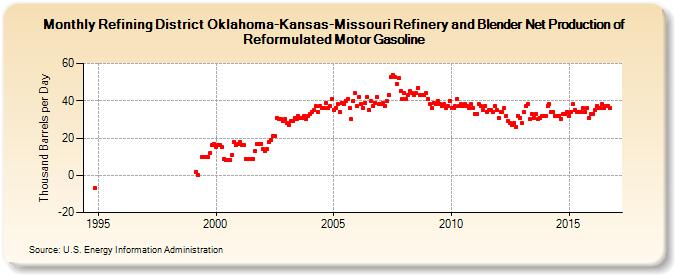 Monthly Refining District Oklahoma-Kansas-Missouri Refinery and Blender Net Production of
Reformulated Motor Gasoline
Thousand Barrels per Day
60
40
20
0
-20
1995
2000
2005
2010
2015
Source: U.S. Energy Information Administration